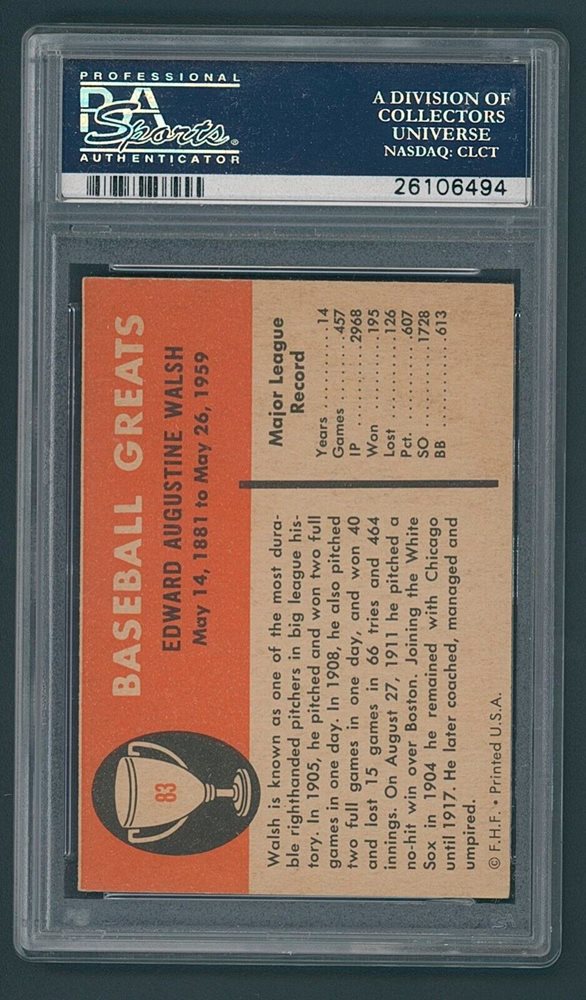 PROFESSIONAL
PSA
Sports®
AUTHENTICATOR
A DIVISION OF
COLLECTORS
UNIVERSE
NASDAQ: CLCT
26106494
83
BASEBALL GREATS
EDWARD AUGUSTINE WALSH
May 14, 1881 to May 26, 1959
Walsh is known as one of the most dura-
ble righthanded pitchers in big league his-
tory. In 1905, he pitched and won two full
games in one day. In 1908, he also pitched
two full games in one day, and won 40
and lost 15 games in 66 tries and 464
innings. On August 27, 1911 he pitched a
no-hit win over Boston. Joining the White
Sox in 1904 he remained with Chicago
until 1917. He later coached, managed and
umpired.
© F.H.F. • Printed U.S.A.
Major League
Record
Years ........... 14
Games ........ 457
IP ............. 2968
Won ........... 195
Lost ........... 126
Pct. ............ 607
SO ............ 1728
BB ............. 613